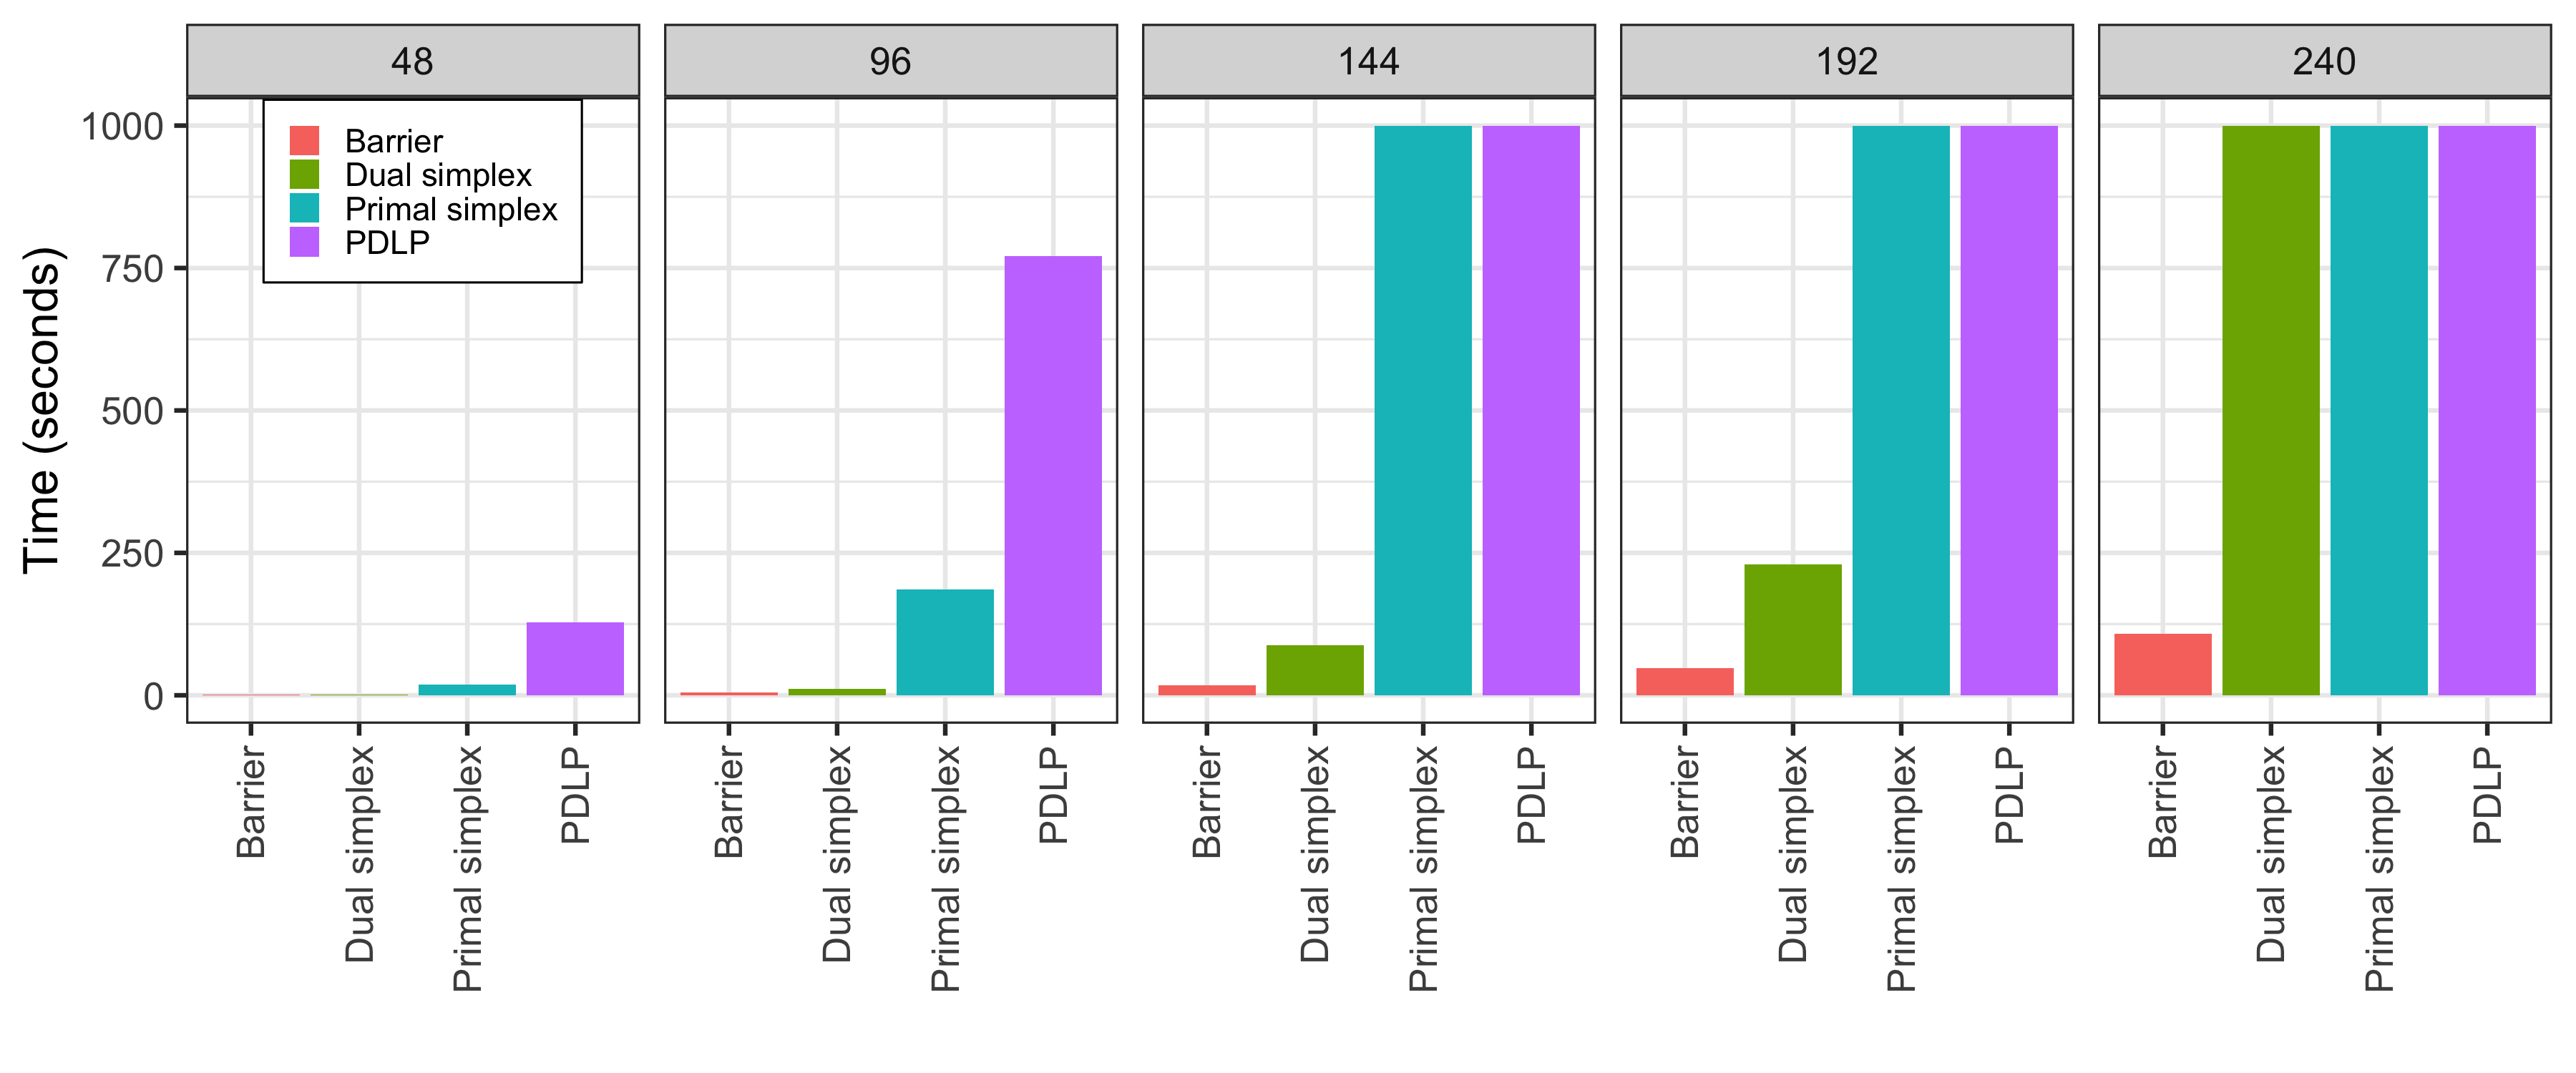 48
96
144
192
240
Time (seconds)
1000
750
500
250
0
Barrier
Dual simplex
Primal simplex
PDLP
Barrier
Dual simplex
Primal simplex
PDLP
Barrier
Dual simplex
Primal simplex
PDLP
Barrier
Dual simplex
Primal simplex
PDLP
Barrier
Dual simplex
Primal simplex
PDLP
Barrier
Dual simplex
Primal simplex
PDLP